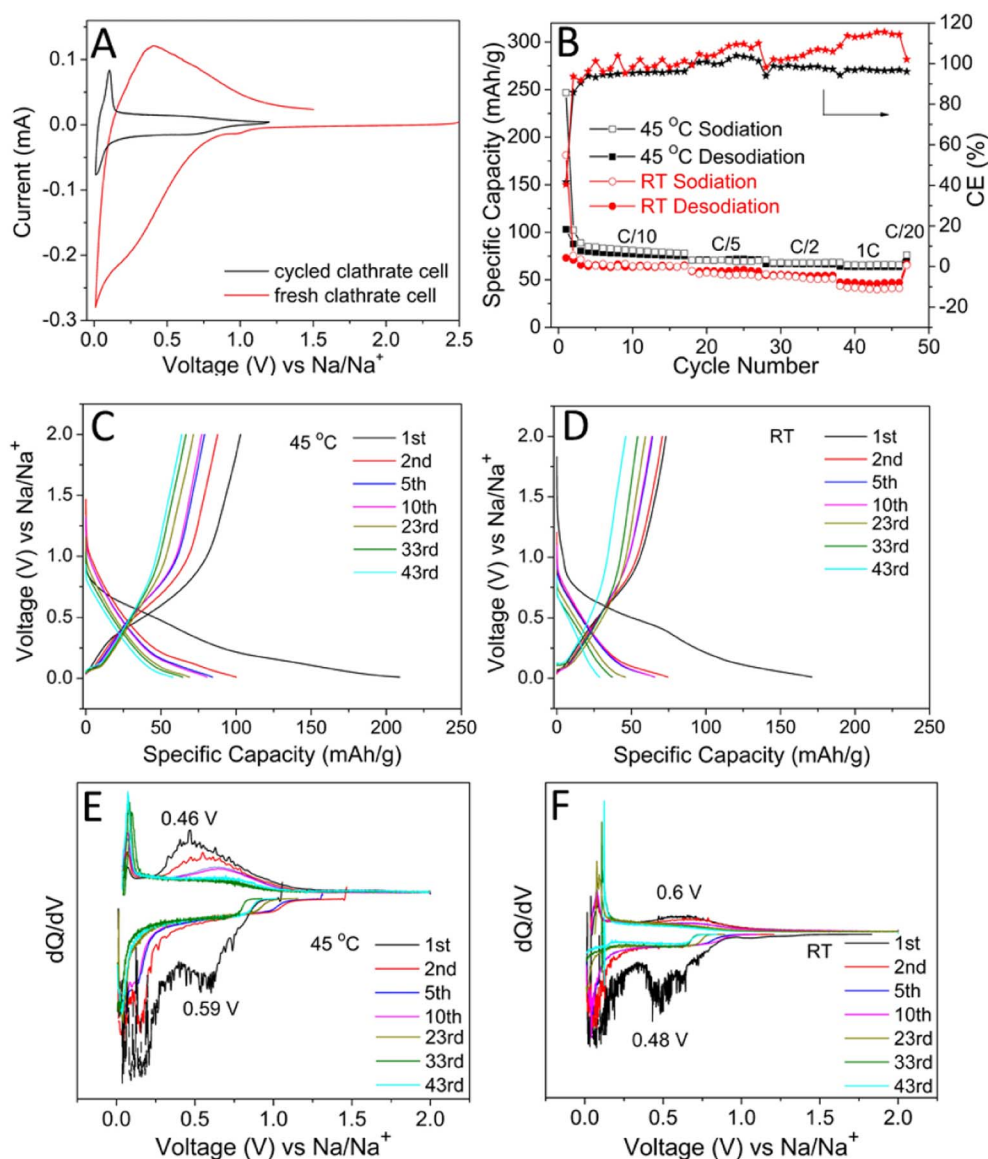 A
0.1
0.0
-0.1
-0.2
-0.3
Current (mA)
cycled clathrate cell
fresh clathrate cell
0.0 0.5 1.0 1.5 2.0 2.5
Voltage (V) vs Na/Na⁺
B
300
250
200
150
100
50
0
Specific Capacity (mAh/g)
120
100
80
60
40
20
0
-20
CE (%)
45 °C Sodiation
45 °C Desodiation
RT Sodiation
RT Desodiation
C/10
C/5
C/2
1C
C/20
0 10 20 30 40 50
Cycle Number
C
2.0
1.5
1.0
0.5
0.0
Voltage (V) vs Na/Na⁺
45 °C
1st
2nd
5th
10th
23rd
33rd
43rd
0 50 100 150 200 250
Specific Capacity (mAh/g)
D
2.0
1.5
1.0
0.5
0.0
Voltage (V) vs Na/Na⁺
RT
1st
2nd
5th
10th
23rd
33rd
43rd
0 50 100 150 200 250
Specific Capacity (mAh/g)
E
0.46 V
dQ/dV
45 °C
0.59 V
1st
2nd
5th
10th
23rd
33rd
43rd
0.0 0.5 1.0 1.5 2.0
Voltage (V) vs Na/Na⁺
F
0.6 V
dQ/dV
RT
0.48 V
1st
2nd
5th
10th
23rd
33rd
43rd
0.0 0.5 1.0 1.5 2.0
Voltage (V) vs Na/Na⁺